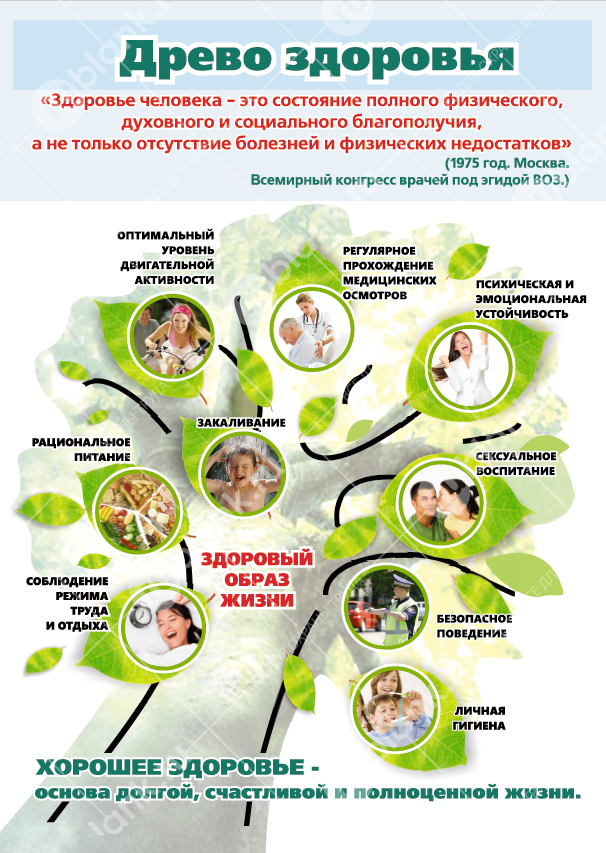 Древо здоровья
«Здоровье человека – это состояние полного физического,
духовного и социального благополучия,
а не только отсутствие болезней и физических недостатков»
(1975 год. Москва.
Всемирный конгресс врачей под эгидой ВОЗ.)
ОПТИМАЛЬНЫЙ
УРОВЕНЬ
ДВИГАТЕЛЬНОЙ
АКТИВНОСТИ
РЕГУЛЯРНОЕ
ПРОХОЖДЕНИЕ
МЕДИЦИНСКИХ
ОСМОТРОВ
ПСИХИЧЕСКАЯ И
ЭМОЦИОНАЛЬНАЯ
УСТОЙЧИВОСТЬ
ЗАКАЛИВАНИЕ
РАЦИОНАЛЬНОЕ
ПИТАНИЕ
СЕКСУАЛЬНОЕ
ВОСПИТАНИЕ
ЗДОРОВЫЙ
ОБРАЗ
ЖИЗНИ
СОБЛЮДЕНИЕ
РЕЖИМА
ТРУДА
И ОТДЫХА
БЕЗОПАСНОЕ
ПОВЕДЕНИЕ
ЛИЧНАЯ
ГИГИЕНА
ХОРОШЕЕ ЗДОРОВЬЕ -
основа долгой, счастливой и полноценной жизни.